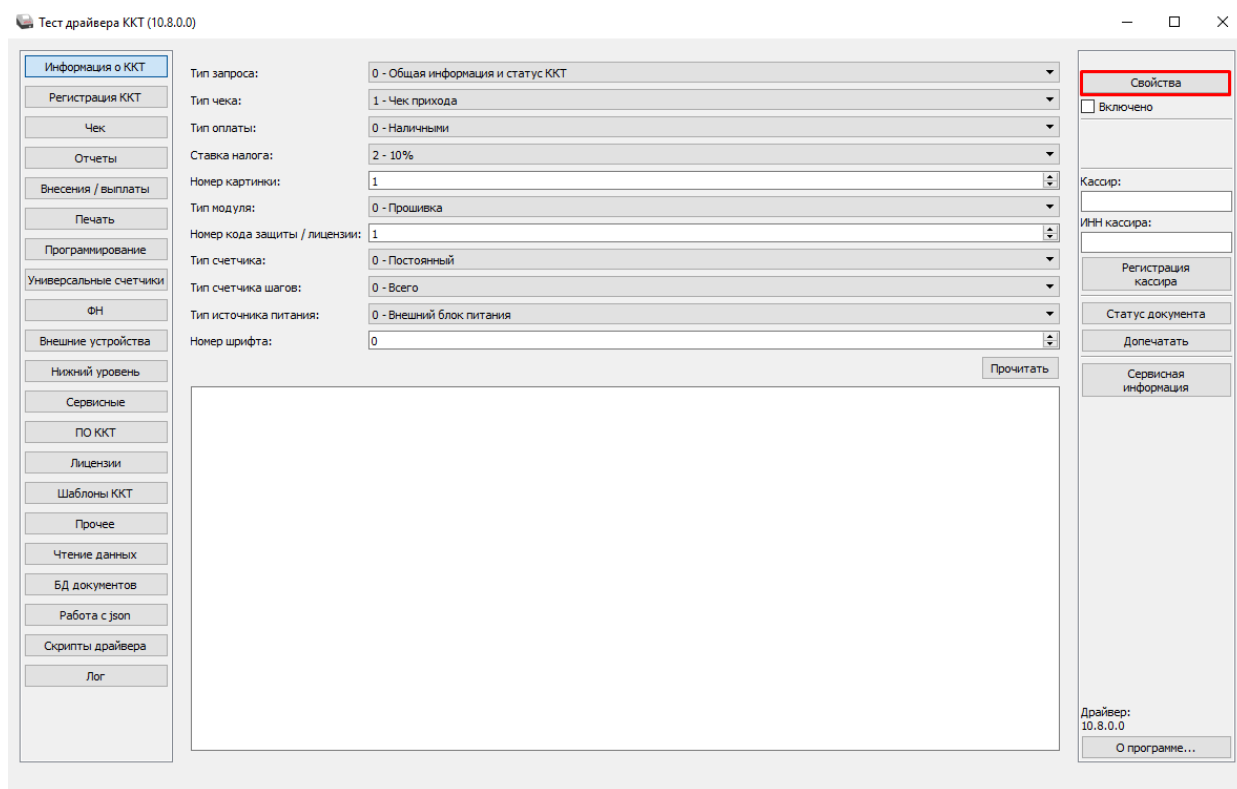 Тест драйвера ККТ (10.8.0.0)
Информация о ККТ
Регистрация ККТ
Чек
Отчеты
Внесения / выплаты
Печать
Программирование
Универсальные счетчики
ФН
Внешние устройства
Нижний уровень
Сервисные
ПО ККТ
Лицензии
Шаблоны ККТ
Прочее
Чтение данных
БД документов
Работа с json
Скрипты драйвера
Лог
Тип запроса: 0 - Общая информация и статус ККТ
Тип чека: 1 - Чек прихода
Тип оплаты: 0 - Наличными
Ставка налога: 2 - 10%
Номер картинки: 1
Тип модуля: 0 - Прошивка
Номер кода защиты / лицензии: 1
Тип счетчика: 0 - Постоянный
Тип счетчика шагов: 0 - Всего
Тип источника питания: 0 - Внешний блок питания
Номер шрифта: 0
Прочитать
Свойства
Включено
Кассир:
ИНН кассира:
Регистрация
кассира
Статус документа
Допечатать
Сервисная
информация
Драйвер:
10.8.0.0
О программе...